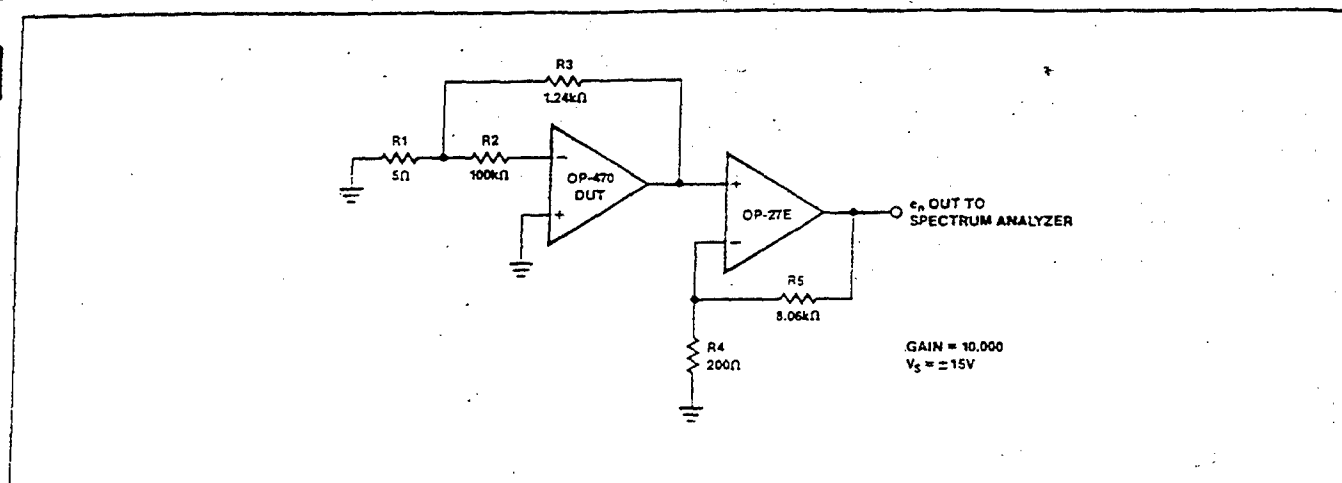 R3
1.24kΩ
R1
5Ω
R2
100kΩ
−
OP-470
DUT
+
+
OP-27E
−
en OUT TO
SPECTRUM ANALYZER
R5
8.06kΩ
R4
200Ω
GAIN = 10,000
VS = ±15V